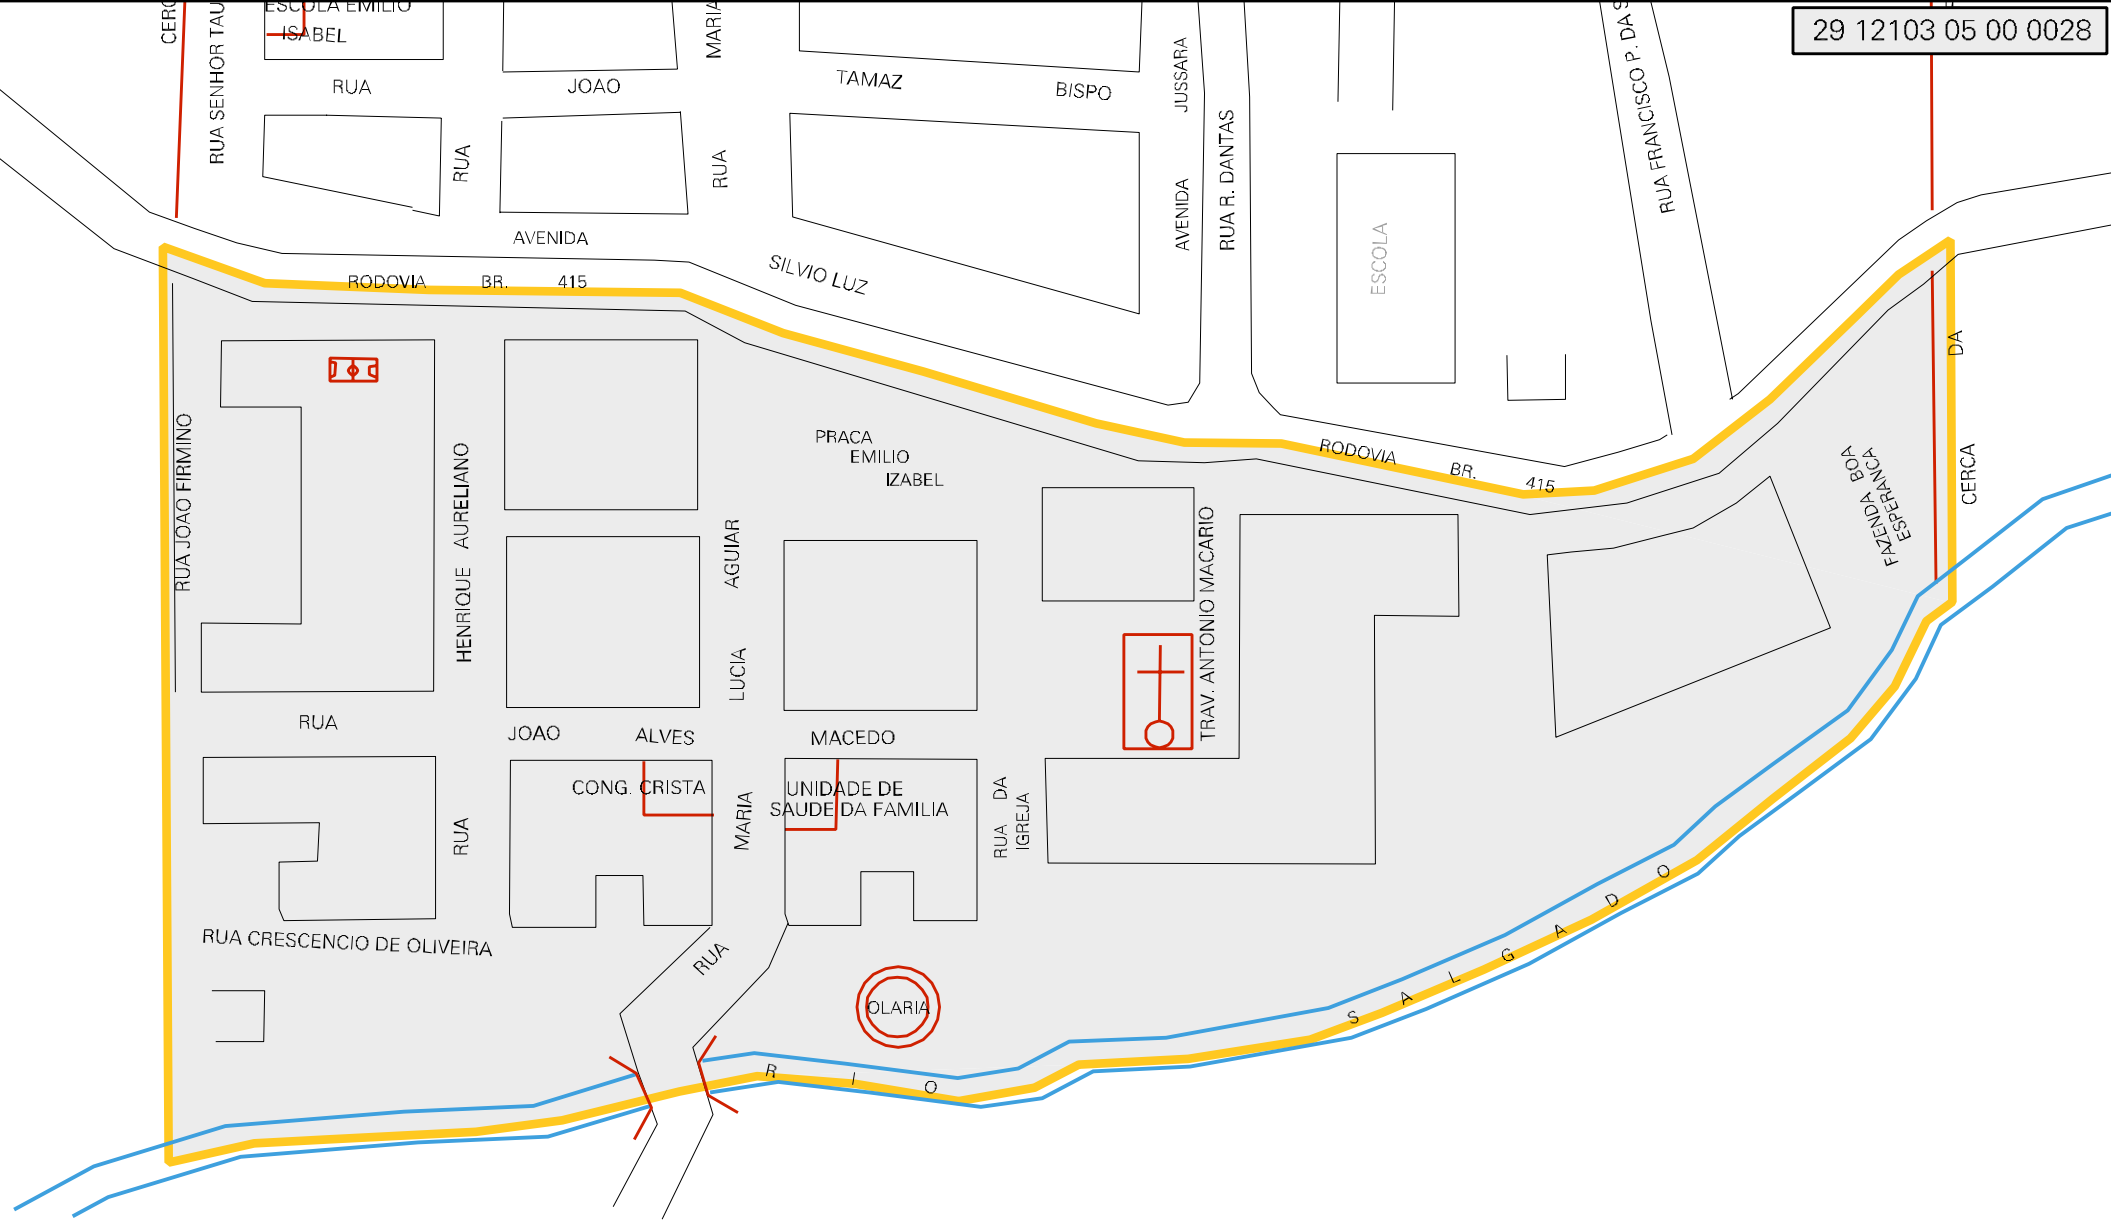 29 12103 05 00 0028
ESCOLA EMILIO
ISABEL
RUA SENHOR TAU
MARIA
JUSSARA
RUA FRANCISCO P. DA S
RUA
JOAO
TAMAZ
BISPO
RUA
RUA
AVENIDA
RUA R. DANTAS
ESCOLA
AVENIDA
SILVIO LUZ
RODOVIA BR. 415
RODOVIA BR. 415
DA
CERCA
FAZENDA BOA
ESPERANCA
PRACA
EMILIO
IZABEL
RUA JOAO FIRMINO
HENRIQUE AURELIANO
AGUIAR
LUCIA
TRAV. ANTONIO MACARIO
RUA
JOAO
ALVES
MACEDO
CONG. CRISTA
UNIDADE DE
SAUDE DA FAMILIA
RUA
MARIA
RUA DA
IGREJA
RUA CRESCENCIO DE OLIVEIRA
RUA
OLARIA
RIO SALGADO